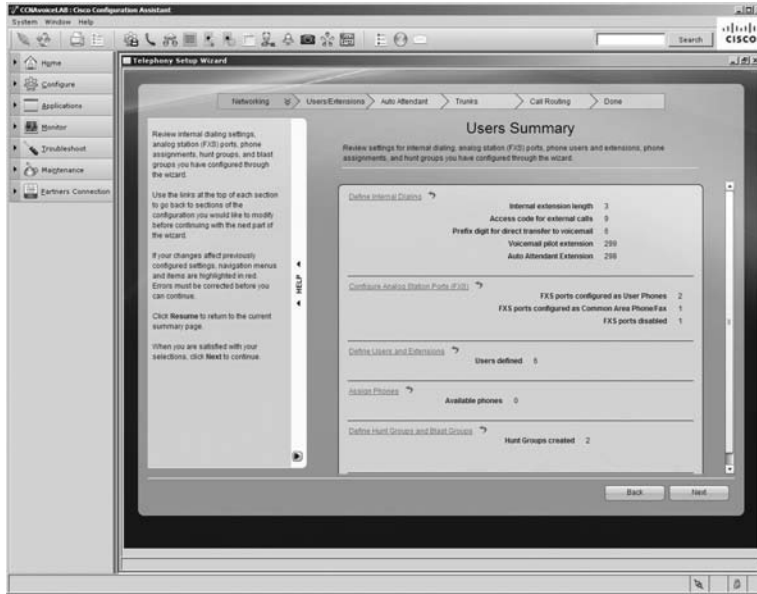 CCNAvoiceLAB : Cisco Configuration Assistant
System Window Help
Search
CISCO
Home
Configure
Applications
Monitor
Troubleshoot
Maintenance
Partners Connection
Telephony Setup Wizard
Networking
Users/Extensions
Auto Attendant
Trunks
Call Routing
Done
Review internal dialing settings,
analog station (FXS) ports, phone
assignments, hunt groups, and blast
groups you have configured through
the wizard.
Use the links at the top of each section
to go back to sections of the
configuration you would like to modify
before continuing with the next part of
the wizard.
If your changes affect previously
configured settings, navigation menus
and items are highlighted in red.
Errors must be corrected before you
can continue.
Click Resume to return to the current
summary page.
When you are satisfied with your
selections, click Next to continue.
HELP
Users Summary
Review settings for internal dialing, analog station (FXS) ports, phone users and extensions, phone
assignments, and hunt groups you have configured through the wizard.
Define Internal Dialing
Internal extension length 3
Access code for external calls 9
Prefix digit for direct transfer to voicemail 6
Voicemail pilot extension 299
Auto Attendant Extension 298
Configure Analog Station Ports (FXS)
FXS ports configured as User Phones 2
FXS ports configured as Common Area Phone/Fax 1
FXS ports disabled 1
Define Users and Extensions
Users defined 5
Assign Phones
Available phones 0
Define Hunt Groups and Blast Groups
Hunt Groups created 2
Back
Next